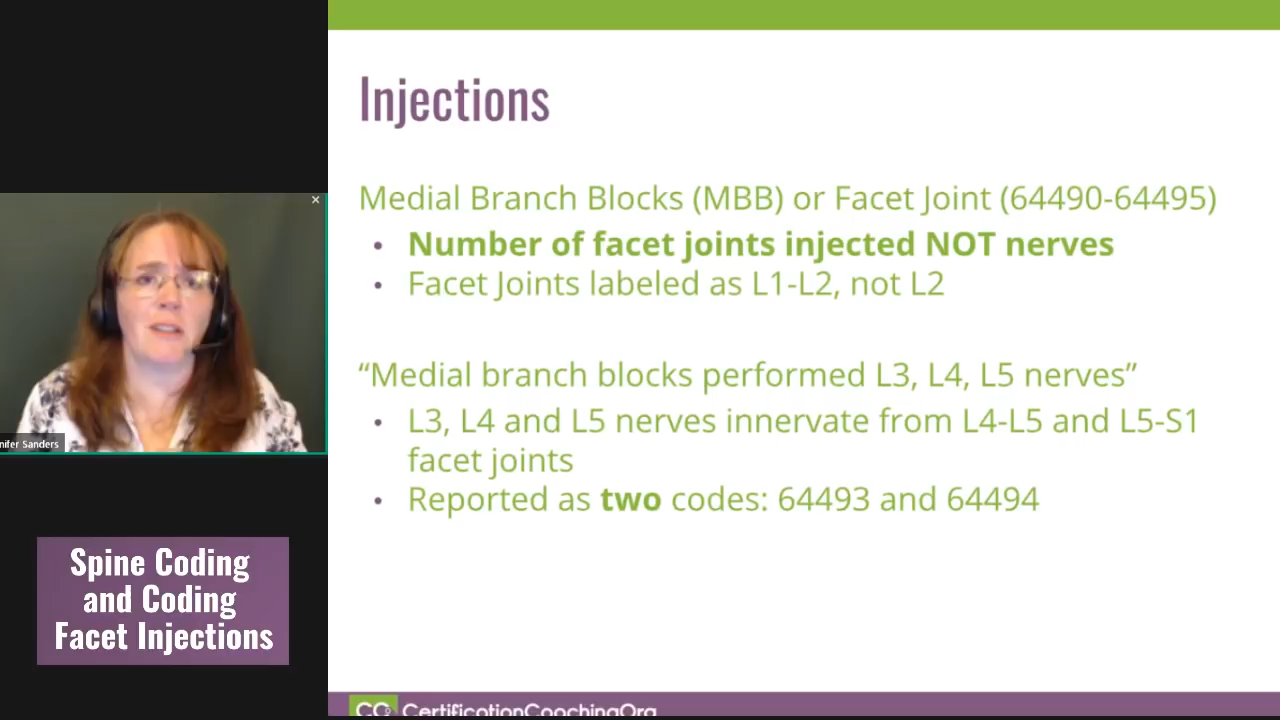 Injections
Medial Branch Blocks (MBB) or Facet Joint (64490-64495)
• Number of facet joints injected NOT nerves
• Facet Joints labeled as L1-L2, not L2
“Medial branch blocks performed L3, L4, L5 nerves”
• L3, L4 and L5 nerves innervate from L4-L5 and L5-S1
facet joints
• Reported as two codes: 64493 and 64494
nifer Sanders
Spine Coding
and Coding
Facet Injections
CCO CertificationCoachingOrg